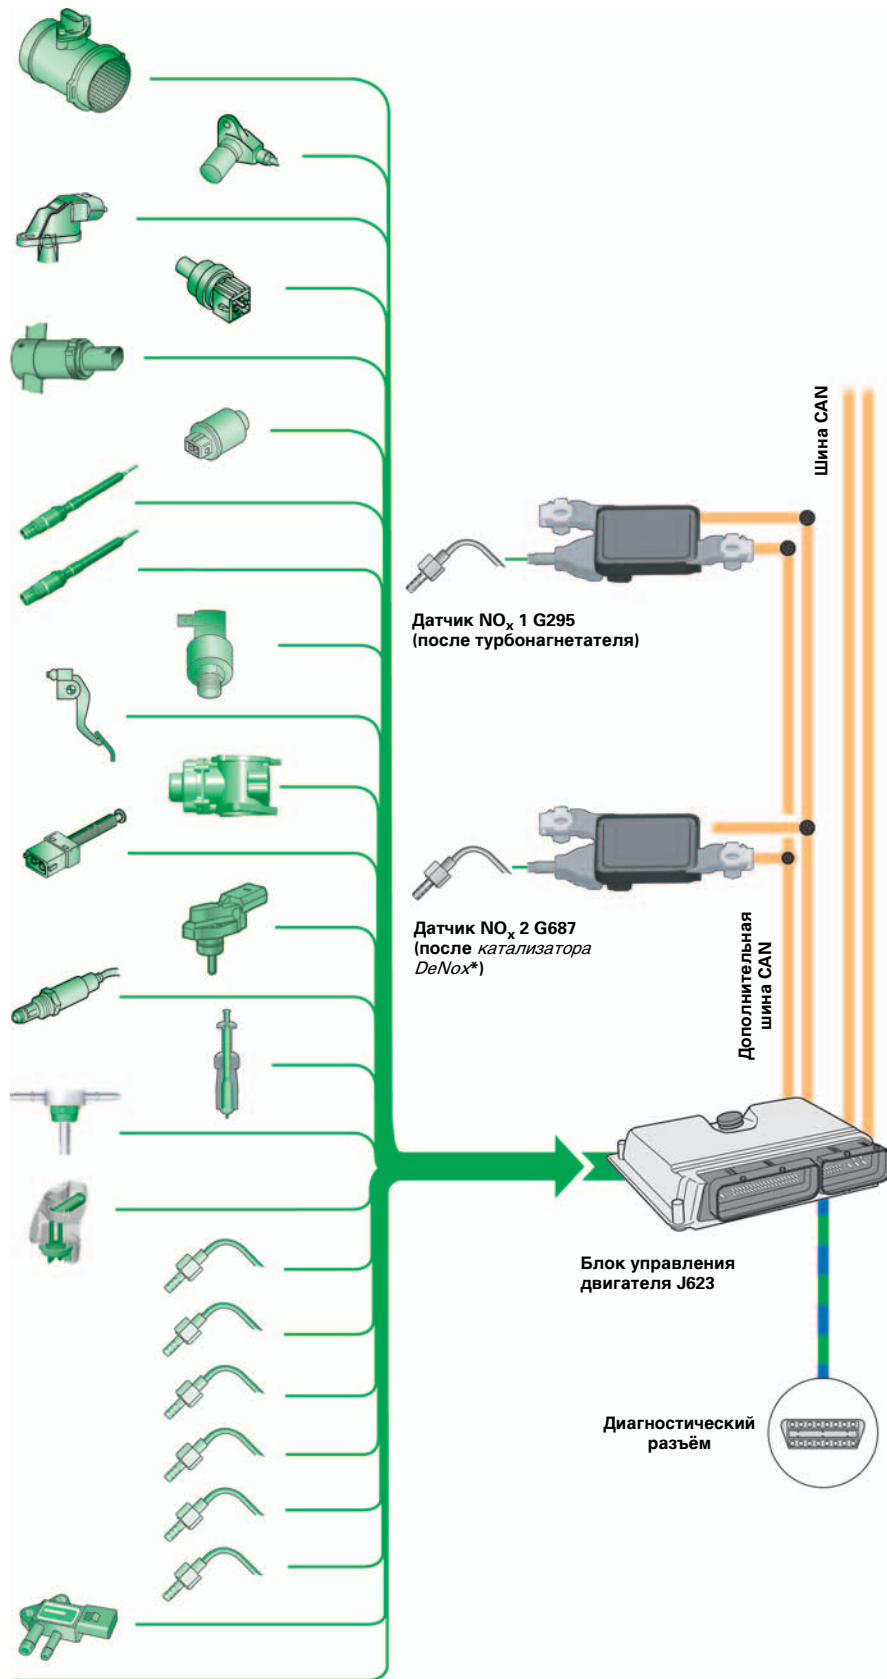 Шина CAN
Датчик NOx 1 G295
(после турбонагнетателя)
Датчик NOx 2 G687
(после катализатора
DeNox*)
Дополнительная
шина CAN
Блок управления
двигателя J623
Диагностический
разъём